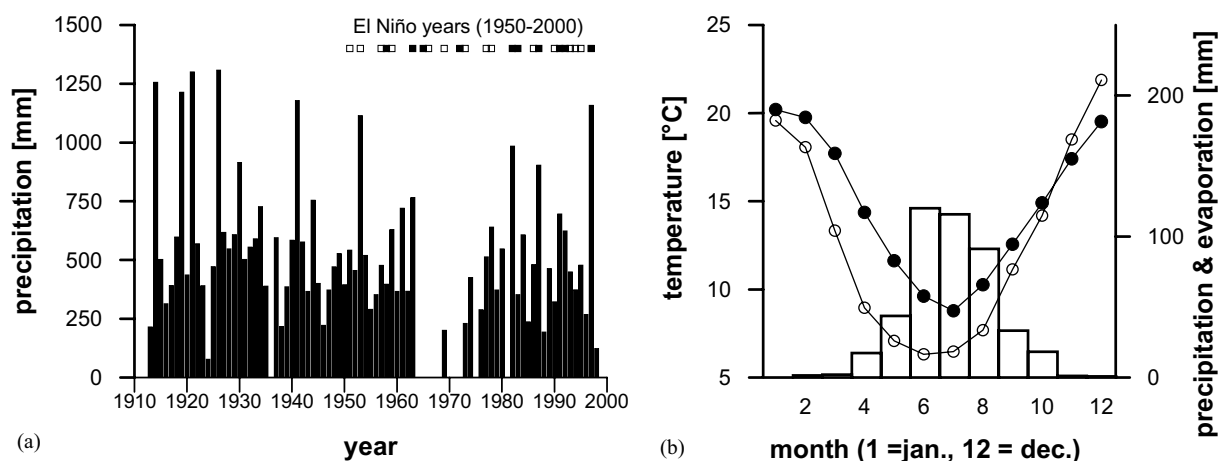 El Niño years (1950-2000)
1500
1250
1000
750
500
250
0
precipitation [mm]
1910 1920 1930 1940 1950 1960 1970 1980 1990 2000
year
(a)
25
20
15
10
5
temperature [°C]
200
100
0
precipitation & evaporation [mm]
2 4 6 8 10 12
month (1 =jan., 12 = dec.)
(b)